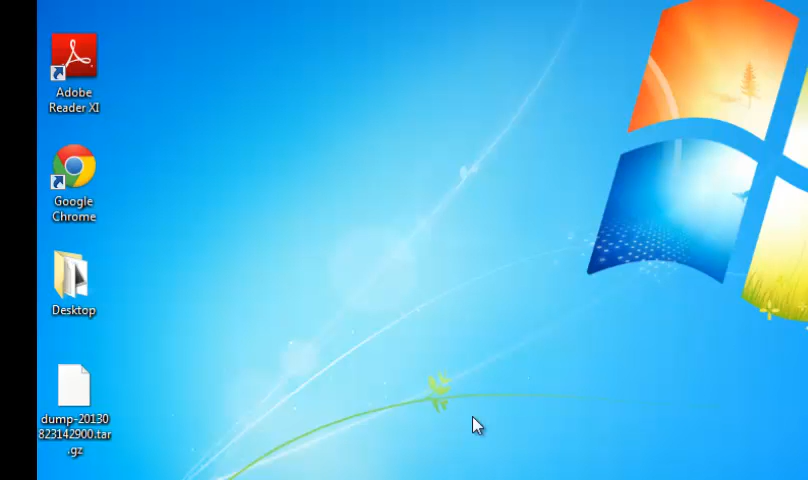 Adobe
Reader XI
Google
Chrome
Desktop
dump-20130
823142900.tar
.gz